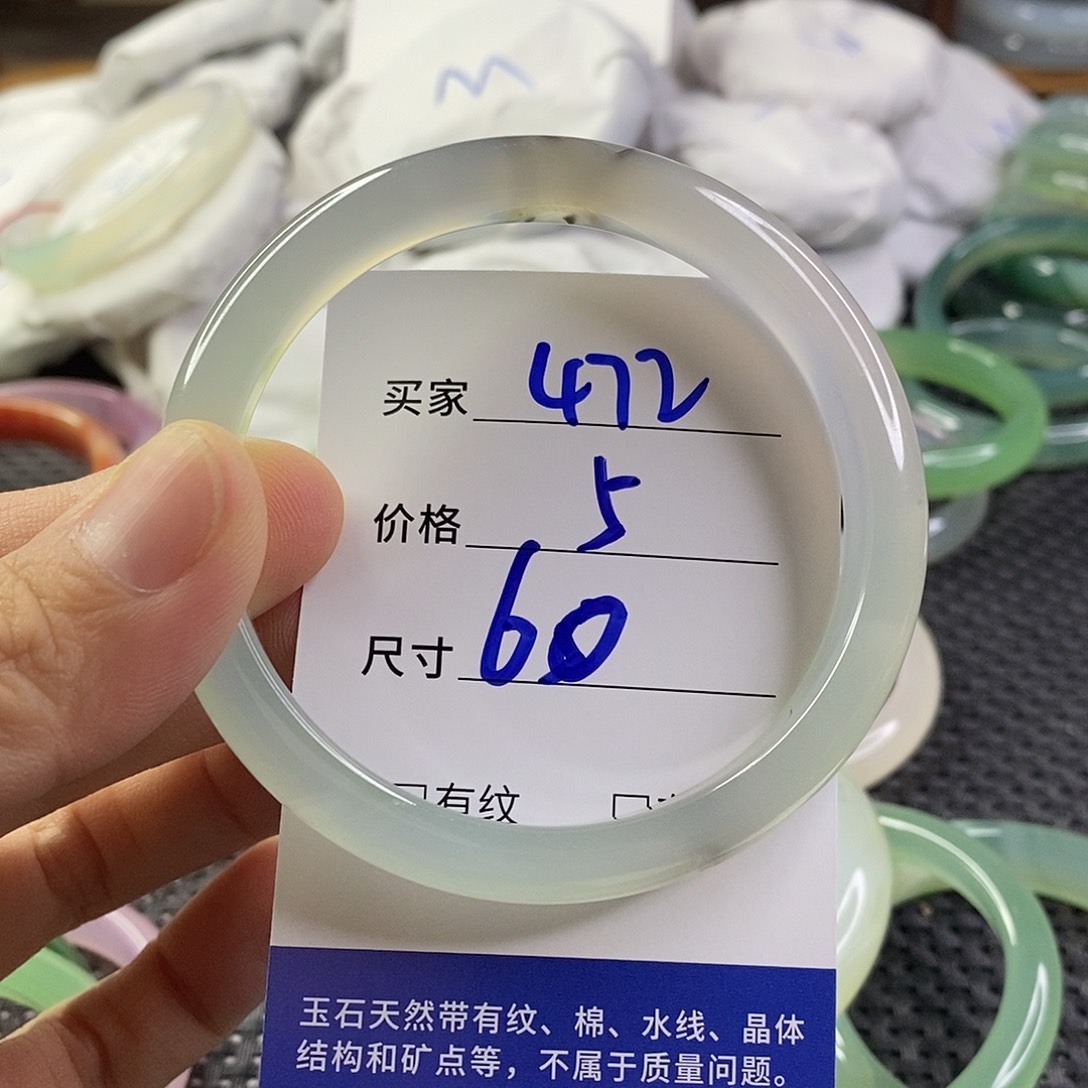 M
买家 472
价格 5
尺寸 60
□有纹 □
玉石天然带有纹、棉、水线、晶体
结构和矿点等，不属于质量问题。